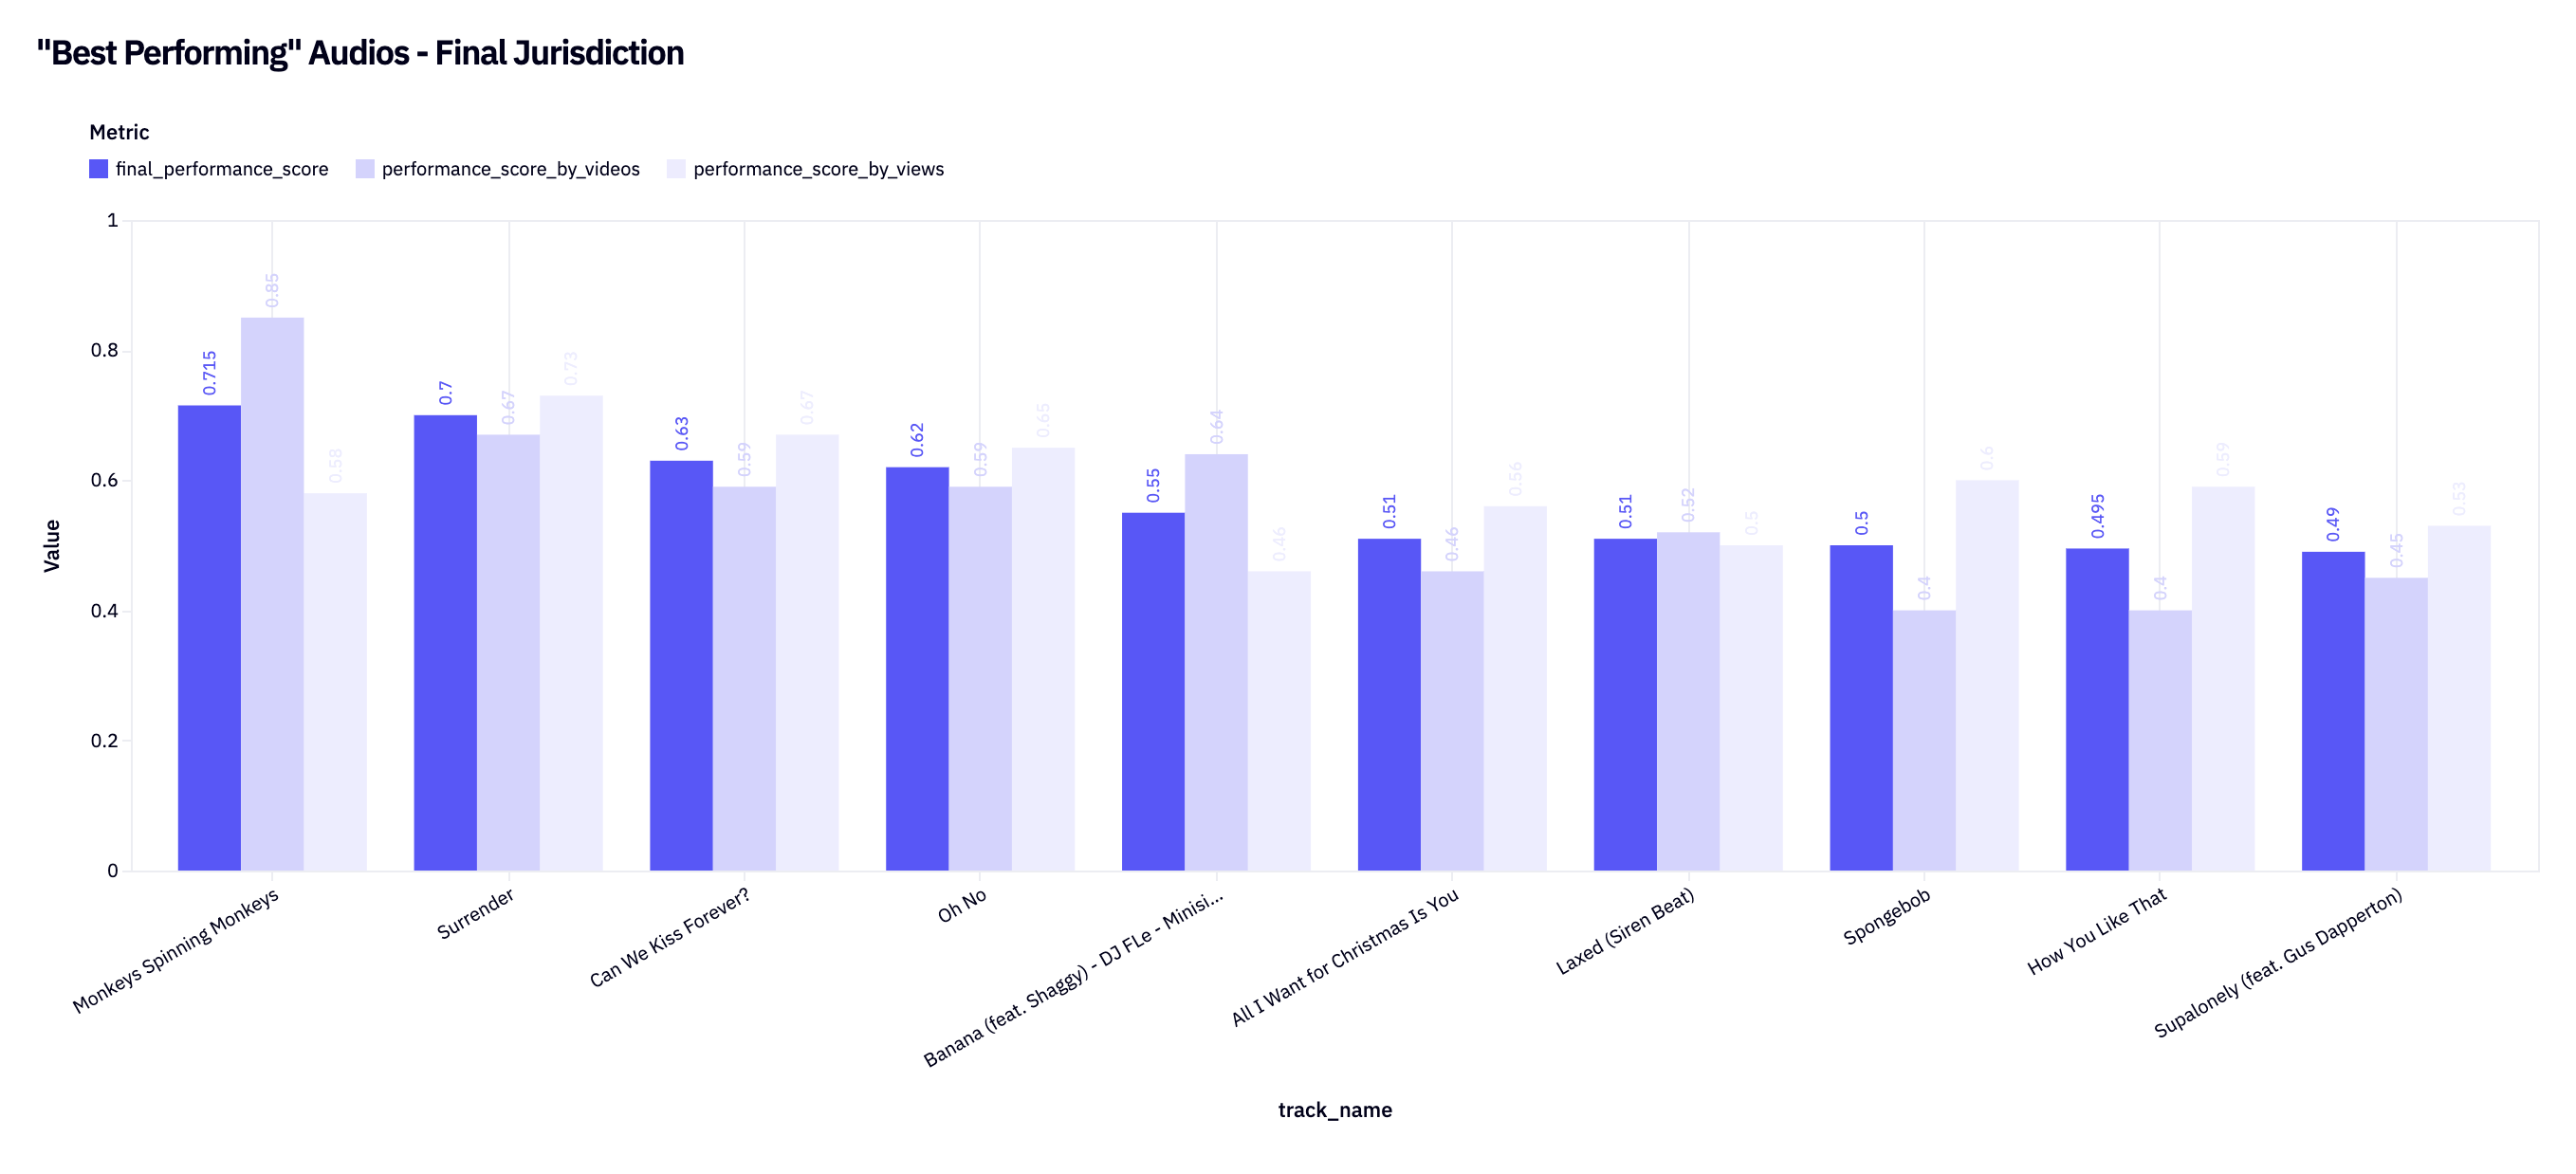 "Best Performing" Audios - Final Jurisdiction
Metric
final_performance_score performance_score_by_videos performance_score_by_views
1
0.8
0.6
0.4
0.2
0
Value
0.715 0.85 0.58
0.7 0.67 0.73
0.63 0.59 0.67
0.62 0.59 0.65
0.55 0.64 0.46
0.51 0.46 0.56
0.51 0.52 0.5
0.5 0.4 0.6
0.495 0.4 0.59
0.49 0.45 0.53
Monkeys Spinning Monkeys
Surrender
Can We Kiss Forever?
Oh No
Banana (feat. Shaggy) - DJ FLe - Minisi...
All I Want for Christmas Is You
Laxed (Siren Beat)
Spongebob
How You Like That
Supalonely (feat. Gus Dapperton)
track_name